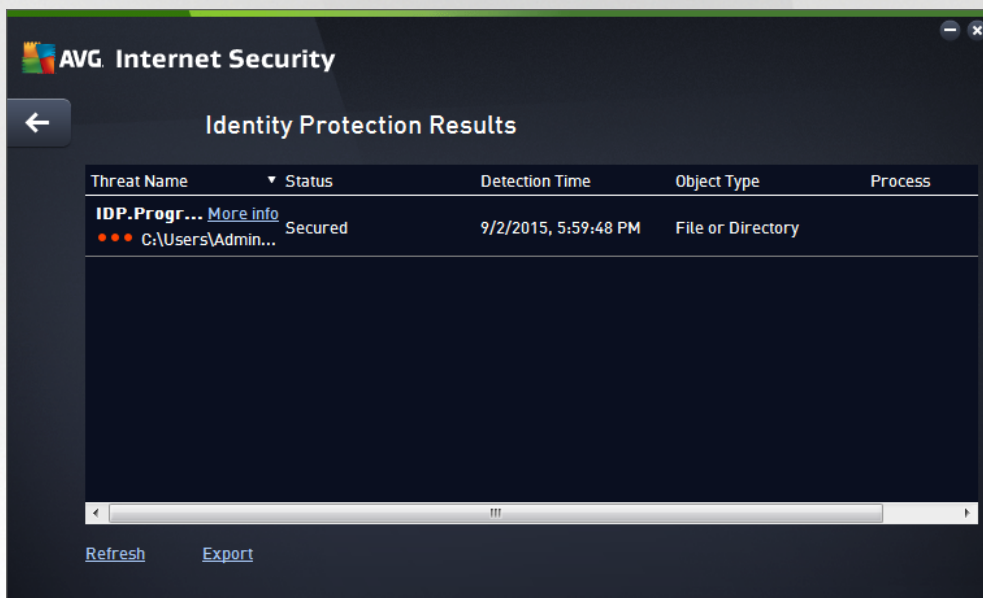 AVG. Internet Security
Identity Protection Results
Threat Name Status Detection Time Object Type Process
IDP.Progr... More info
C:\Users\Admin...
Secured 9/2/2015, 5:59:48 PM File or Directory
Refresh Export